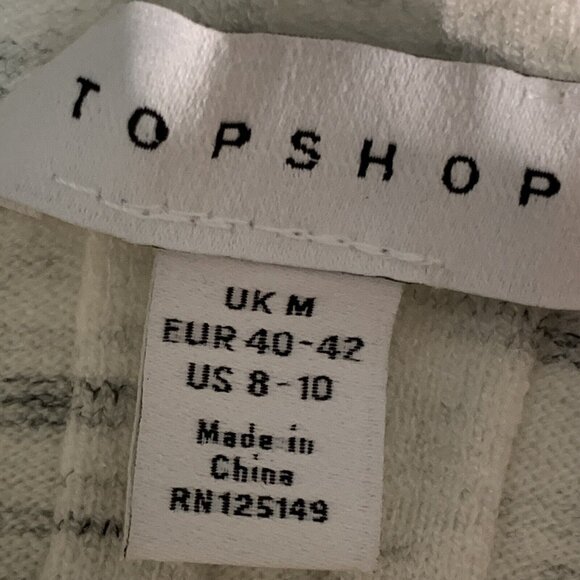 TOPSHOP
UK M
EUR 40-42
US 8-10
Made in
China
RN125149